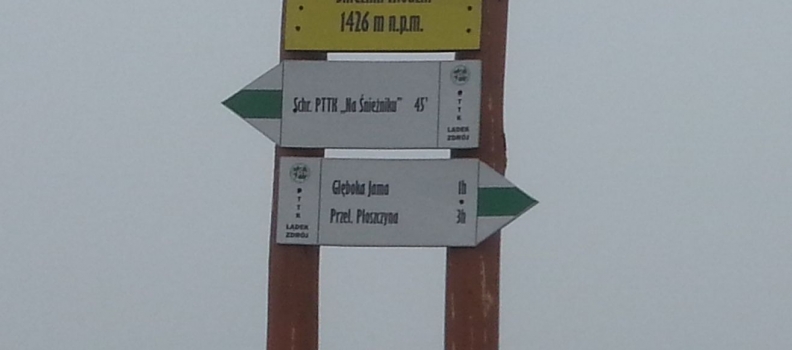 1426 m n.p.m.
Schr. PTTK „Na Śnieżniku" 45'
PTTK
LĄDEK
ZDRÓJ
Głęboka Jama 1h
Przeł. Płoszczyna 3h
PTTK
LĄDEK
ZDRÓJ